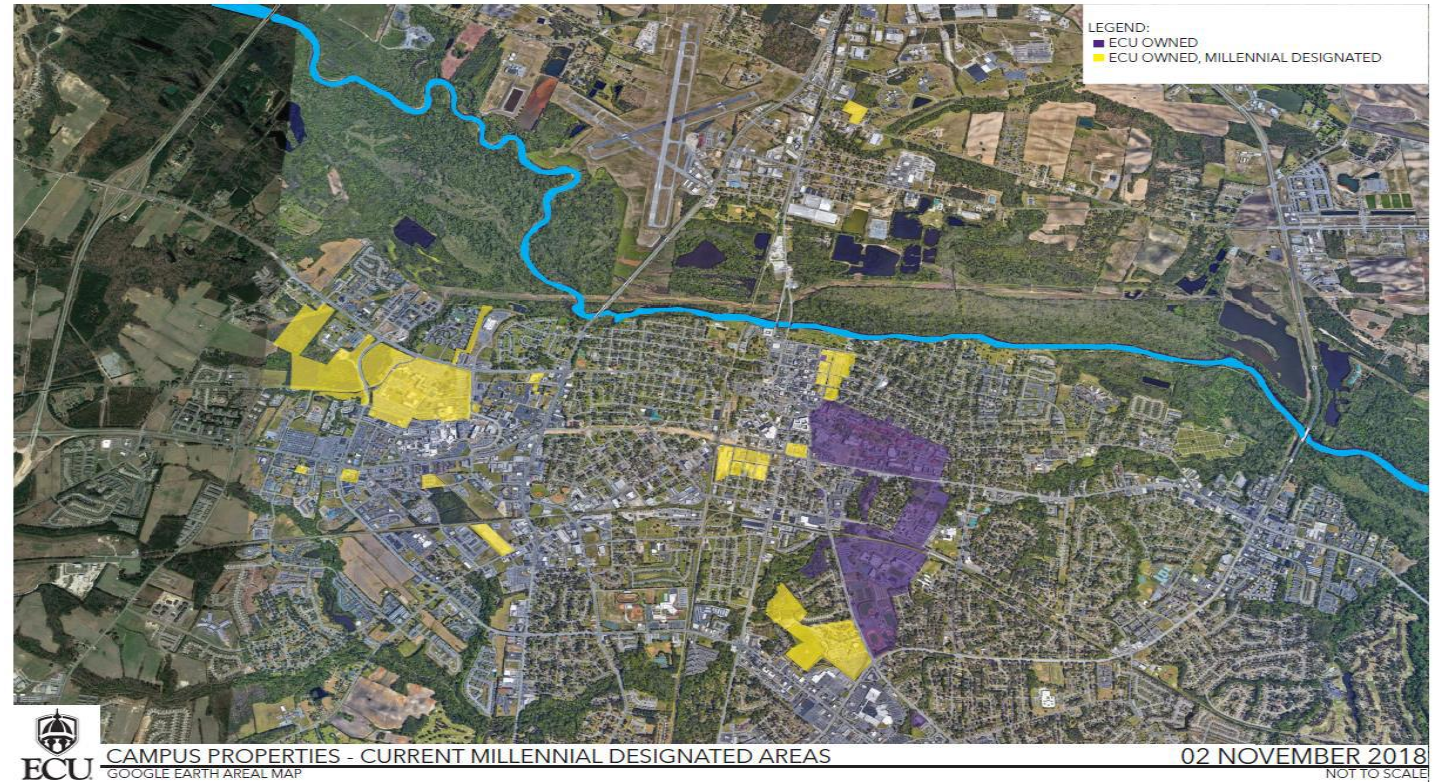 LEGEND:
ECU OWNED
ECU OWNED, MILLENNIAL DESIGNATED
ECU
CAMPUS PROPERTIES - CURRENT MILLENNIAL DESIGNATED AREAS
GOOGLE EARTH AREAL MAP
02 NOVEMBER 2018
NOT TO SCALE